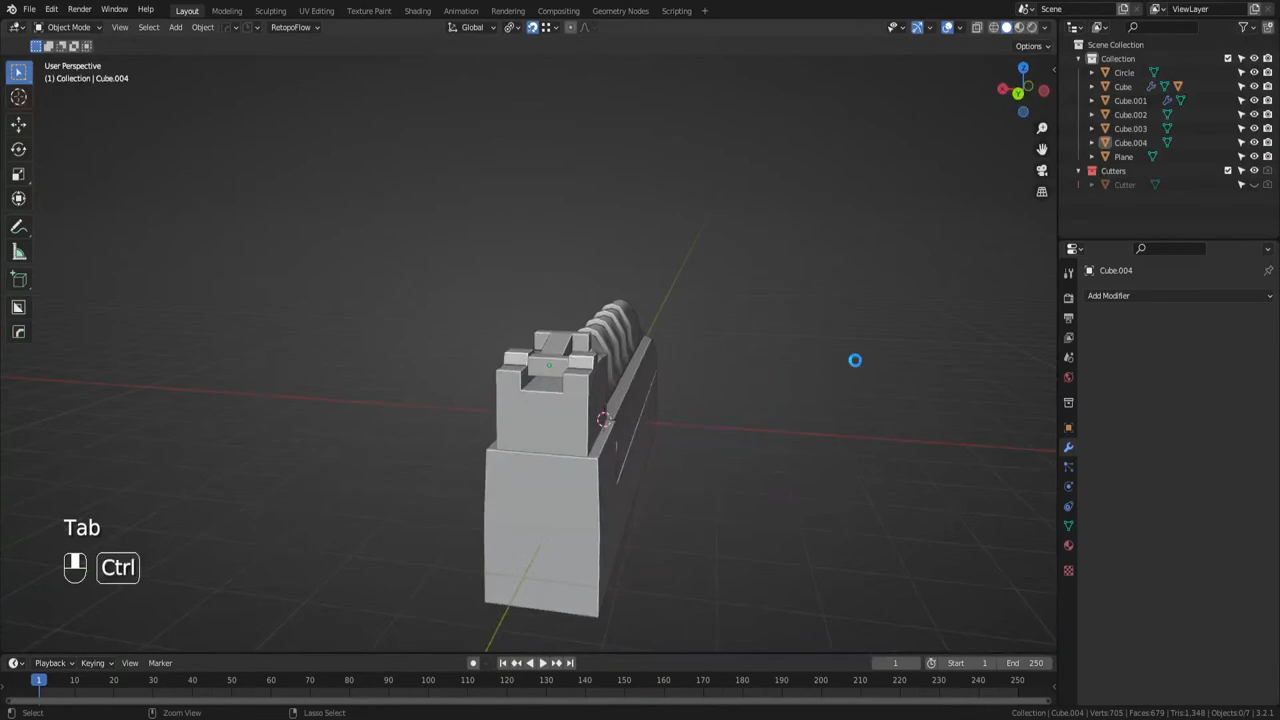 File Edit Render Window Help Layout Modeling Sculpting UV Editing Texture Paint Shading Animation Rendering Compositing Geometry Nodes Scripting Scene ViewLayer
Object Mode View Select Add Object RetopoFlow Global
Options
User Perspective
(1) Collection | Cube.004
Z
X
Y
Scene Collection
Collection
Circle
Cube
Cube.001
Cube.002
Cube.003
Cube.004
Plane
Cutters
Cutter
Cube.004
Add Modifier
Tab
Ctrl
Playback Keying View Marker 1 Start 1 End 250
1 10 20 30 40 50 60 70 80 90 100 110 120 130 140 150 160 170 180 190 200 210 220 230 240 250
Select Zoom View Lasso Select Collection | Cube.004 | Verts:705 | Faces:679 | Tris:1,348 | Objects:0/7 | 3.2.1